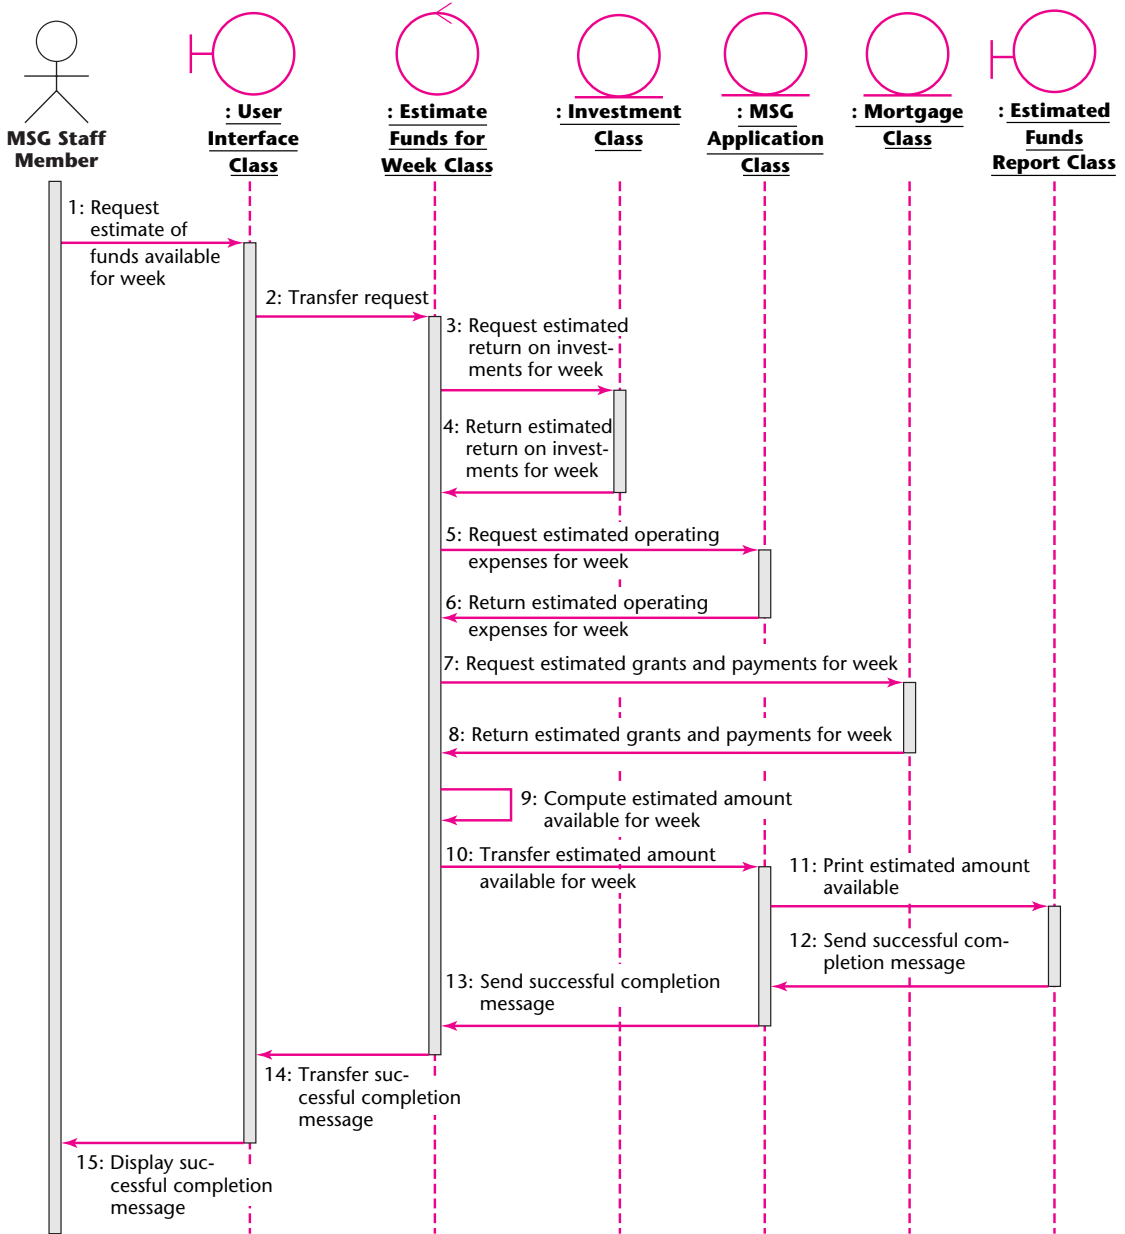 MSG Staff
Member
: User
Interface
Class
: Estimate
Funds for
Week Class
: Investment
Class
: MSG
Application
Class
: Mortgage
Class
: Estimated
Funds
Report Class
1: Request
estimate of
funds available
for week
2: Transfer request
3: Request estimated
return on invest-
ments for week
4: Return estimated
return on invest-
ments for week
5: Request estimated operating
expenses for week
6: Return estimated operating
expenses for week
7: Request estimated grants and payments for week
8: Return estimated grants and payments for week
9: Compute estimated amount
available for week
10: Transfer estimated amount
available for week
11: Print estimated amount
available
12: Send successful com-
pletion message
13: Send successful completion
message
14: Transfer suc-
cessful completion
message
15: Display suc-
cessful completion
message